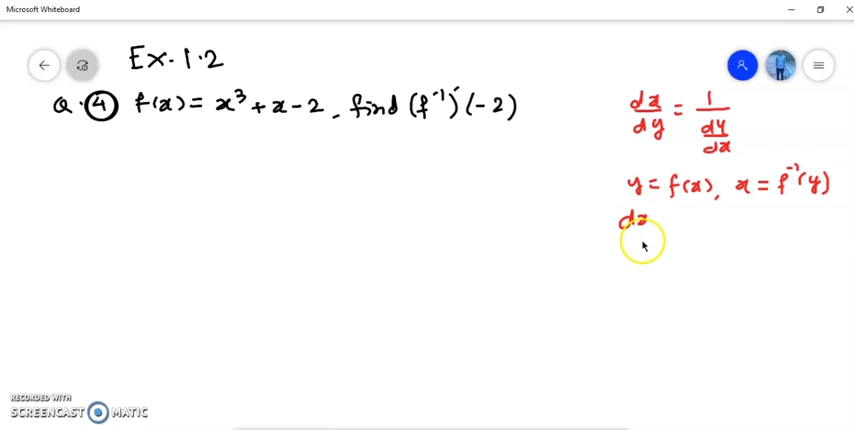 Microsoft Whiteboard
Ex. 1.2
Q. 4 f(x) = x³ + x - 2, find (f⁻¹)′(-2)
dx/dy = 1/(dy/dx)
y = f(x), x = f⁻¹(y)
dx
RECORDED WITH
SCREENCAST MATIC